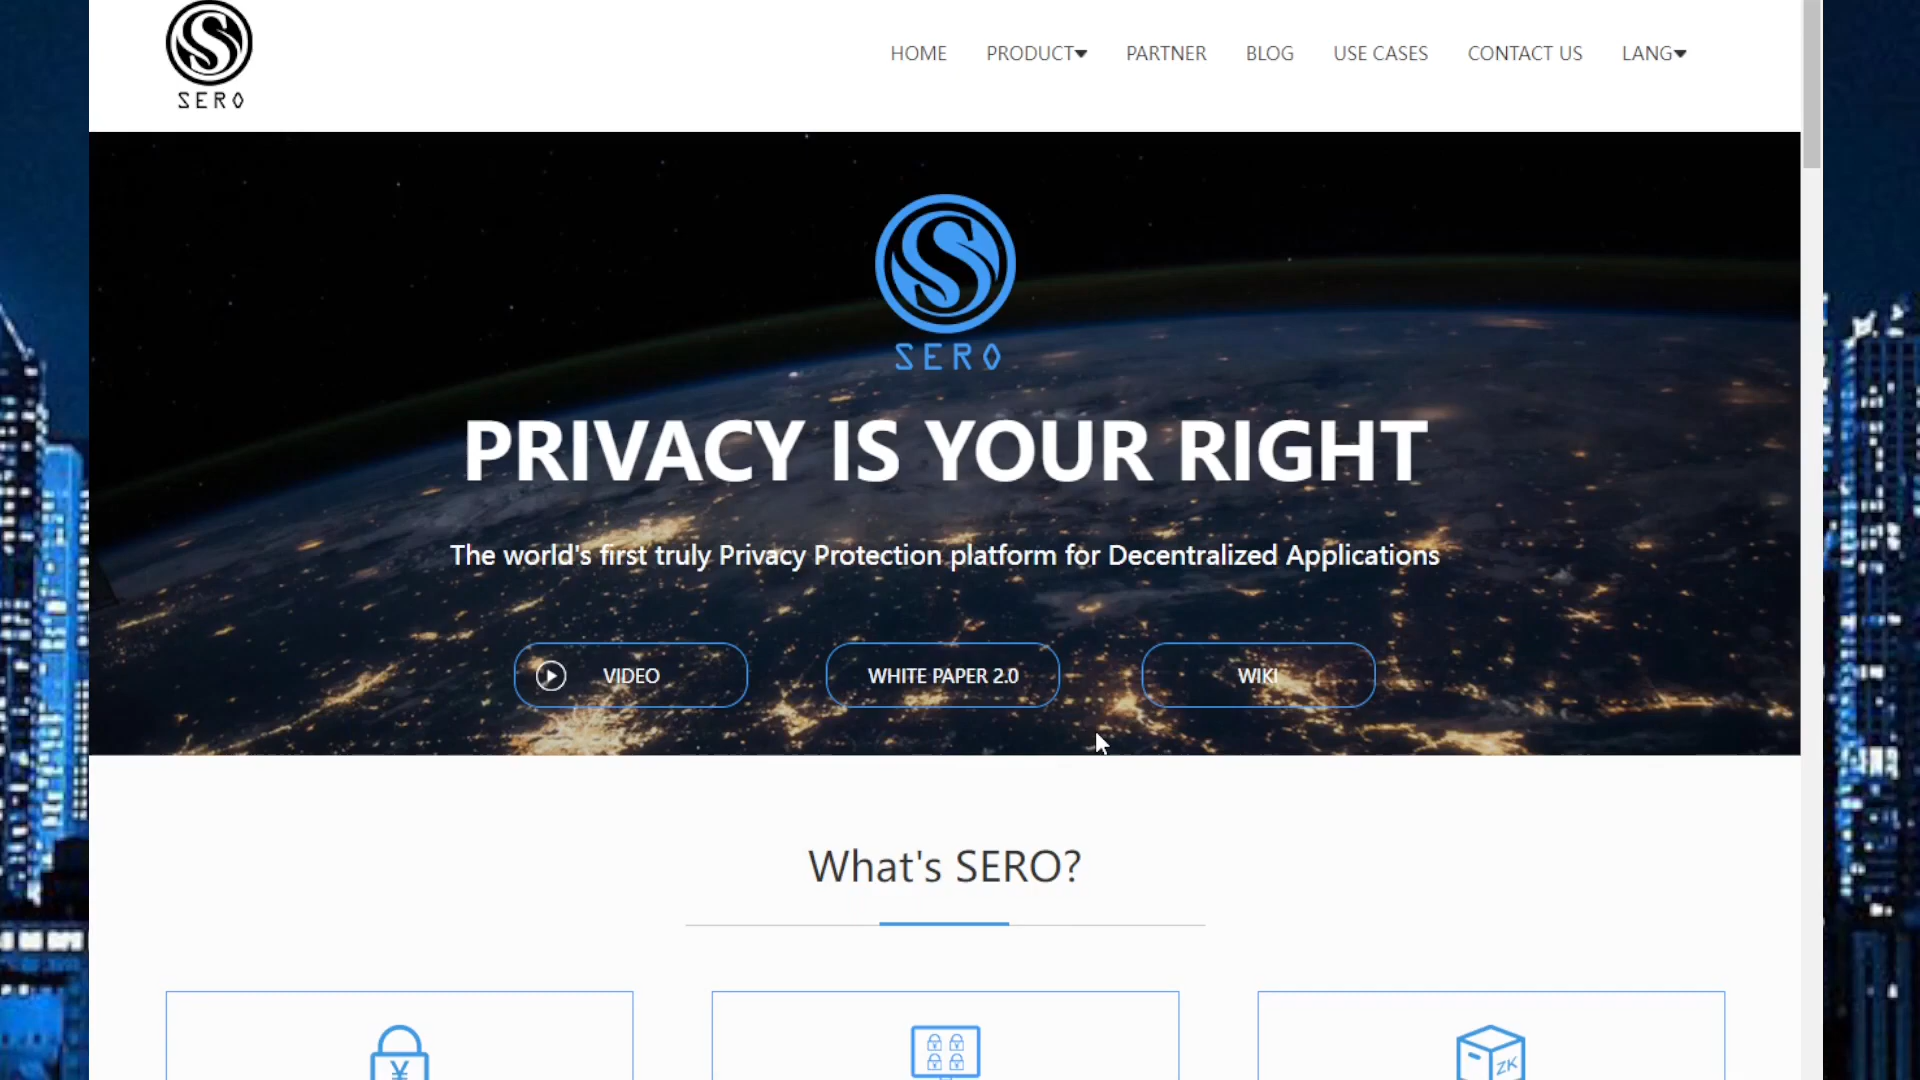 SERO
HOME PRODUCT PARTNER BLOG USE CASES CONTACT US LANG
SERO
PRIVACY IS YOUR RIGHT
The world's first truly Privacy Protection platform for Decentralized Applications
VIDEO WHITE PAPER 2.0 WIKI
What's SERO?
¥ ZK